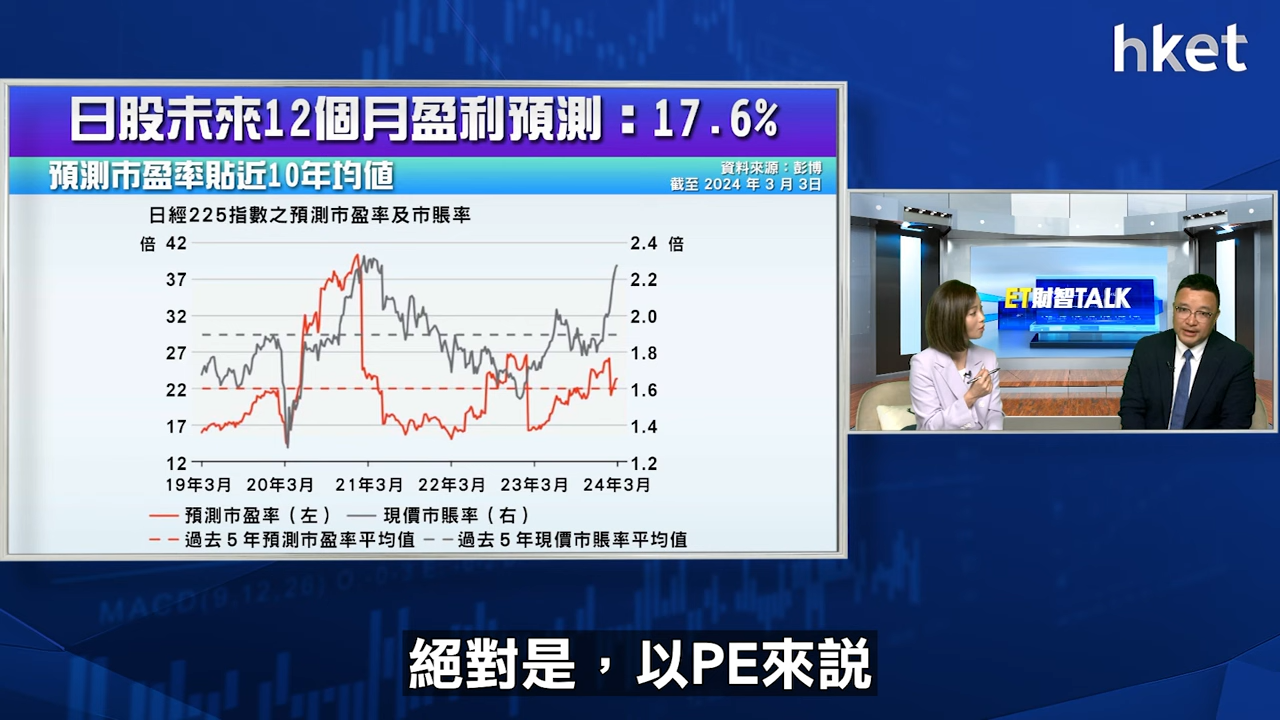 hket
日股未來12個月盈利預測：17.6%
預測市盈率貼近10年均值
資料來源：彭博
截至 2024 年 3 月 3日
日經225指數之預測市盈率及市賬率
倍 42 2.4 倍
37 2.2
32 2.0
27 1.8
22 1.6
17 1.4
12 1.2
19年3月 20年3月 21年3月 22年3月 23年3月 24年3月
預測市盈率（左） 現價市賬率（右）
過去５年預測市盈率平均值 過去５年現價市賬率平均值
ET財智TALK
MACD(9,12,26)
絕對是，以PE來説